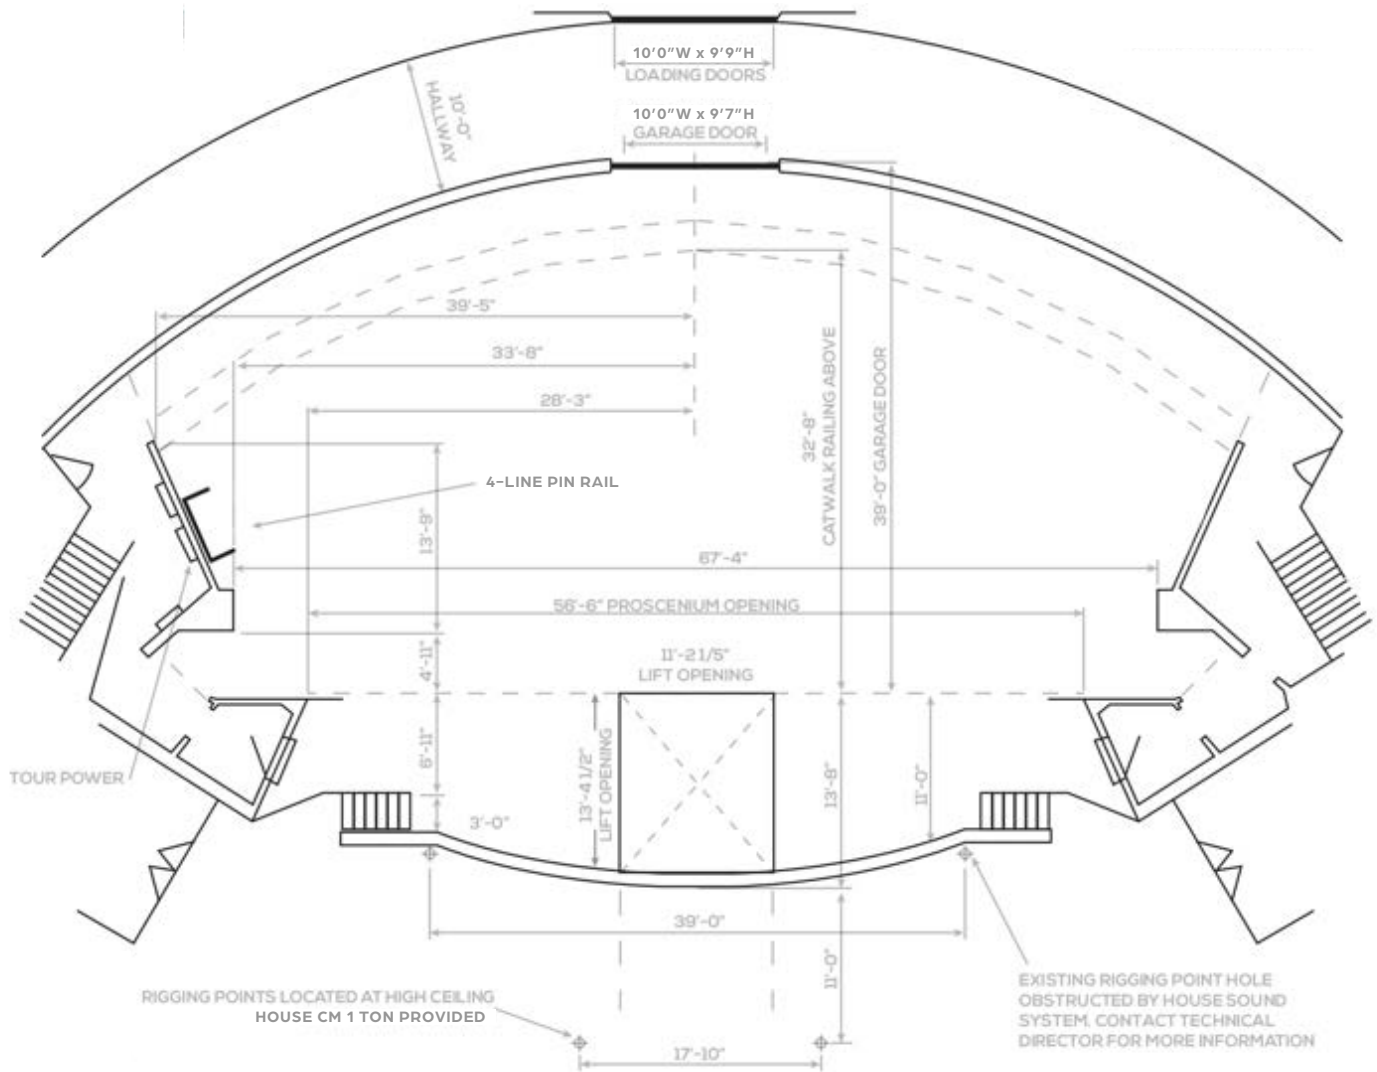 10'0"W x 9'9"H
LOADING DOORS
10'0"W x 9'7"H
GARAGE DOOR
10'-0"
HALLWAY
39'-5"
33'-8"
28'-3"
4-LINE PIN RAIL
13'-9"
32'-8"
CATWALK RAILING ABOVE
39'-0" GARAGE DOOR
67'-4"
56'-6" PROSCENIUM OPENING
4'-11"
11'-2 1/5"
LIFT OPENING
6'-11"
13'-4 1/2"
LIFT OPENING
13'-8"
11'-0"
TOUR POWER
3'-0"
39'-0"
11'-0"
RIGGING POINTS LOCATED AT HIGH CEILING
HOUSE CM 1 TON PROVIDED
17'-10"
EXISTING RIGGING POINT HOLE
OBSTRUCTED BY HOUSE SOUND
SYSTEM. CONTACT TECHNICAL
DIRECTOR FOR MORE INFORMATION